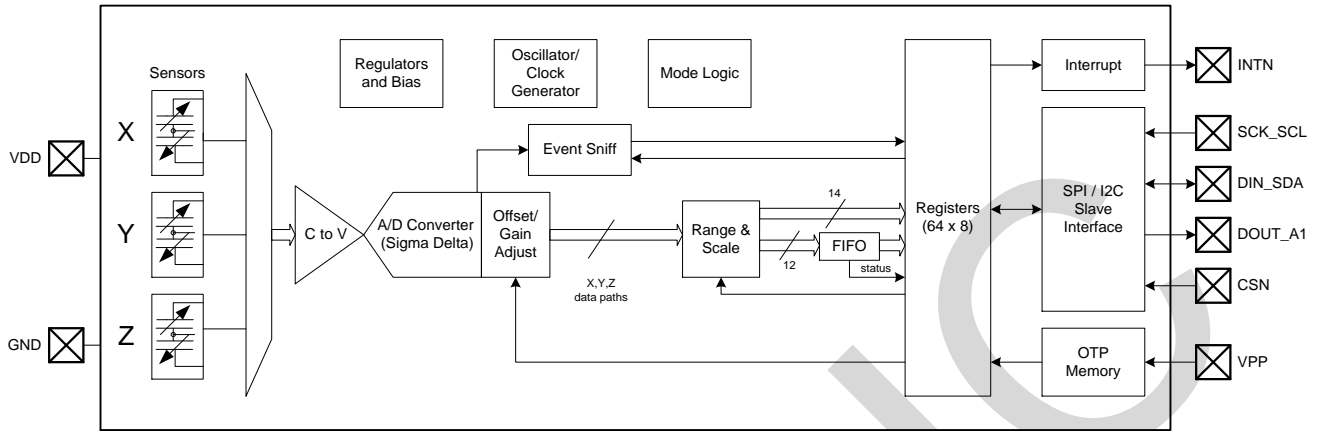 Sensors
X
Y
Z
VDD
GND
Regulators
and Bias
Oscillator/
Clock
Generator
Mode Logic
Event Sniff
C to V
A/D Converter
(Sigma Delta)
Offset/
Gain
Adjust
X,Y,Z
data paths
Range &
Scale
14
12
FIFO
status
Registers
(64 x 8)
Interrupt
SPI / I2C
Slave
Interface
OTP
Memory
INTN
SCK_SCL
DIN_SDA
DOUT_A1
CSN
VPP